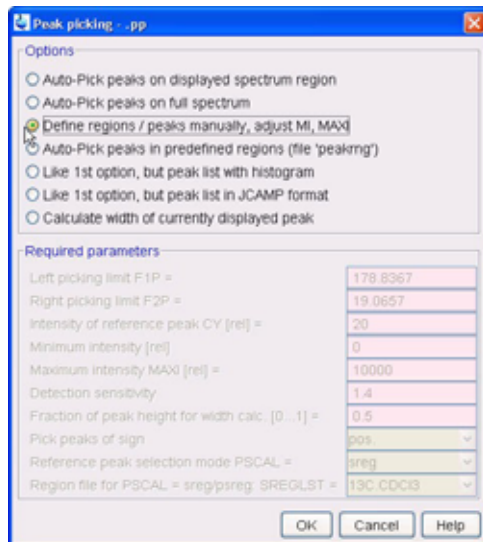 Peak picking - .pp
Options
Auto-Pick peaks on displayed spectrum region
Auto-Pick peaks on full spectrum
Define regions / peaks manually, adjust MI, MAXI
Auto-Pick peaks in predefined regions (file 'peakrng')
Like 1st option, but peak list with histogram
Like 1st option, but peak list in JCAMP format
Calculate width of currently displayed peak
Required parameters
Left picking limit F1P = 178.8367
Right picking limit F2P = 19.0657
Intensity of reference peak CY [rel] = 20
Minimum intensity [rel] 0
Maximum intensity MAXI [rel] = 10000
Detection sensitivity 1.4
Fraction of peak height for width calc. [0...1] = 0.5
Pick peaks of sign pos.
Reference peak selection mode PSCAL = sreg
Region file for PSCAL = sreg/psreg: SREGLST = 13C.CDCl3
OK Cancel Help